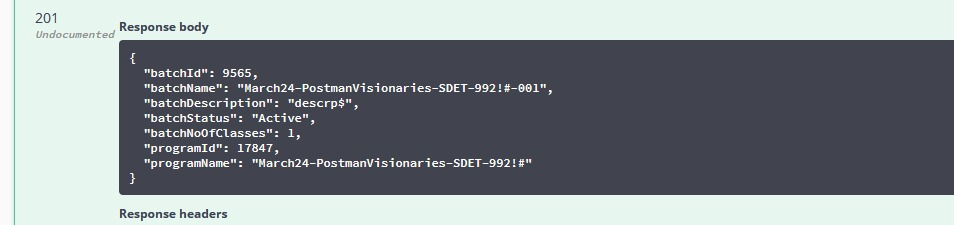 201
Undocumented
Response body
{
  "batchId": 9565,
  "batchName": "March24-PostmanVisionaries-SDET-992!#-001",
  "batchDescription": "descrp$",
  "batchStatus": "Active",
  "batchNoOfClasses": 1,
  "programId": 17847,
  "programName": "March24-PostmanVisionaries-SDET-992!#"
}
Response headers